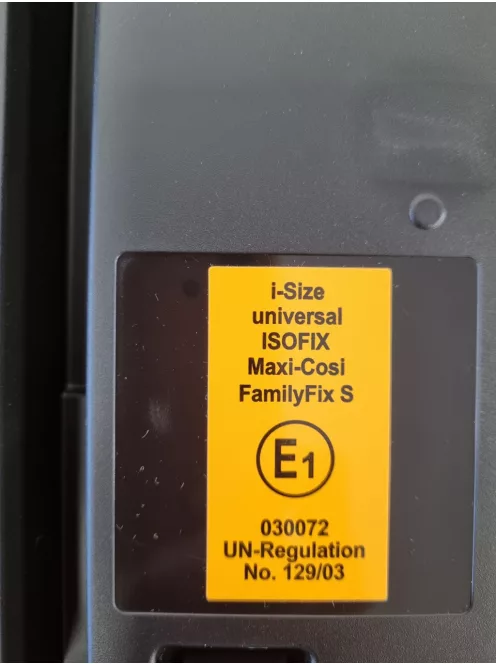 i-Size
universal
ISOFIX
Maxi-Cosi
FamilyFix S
E1
030072
UN-Regulation
No. 129/03